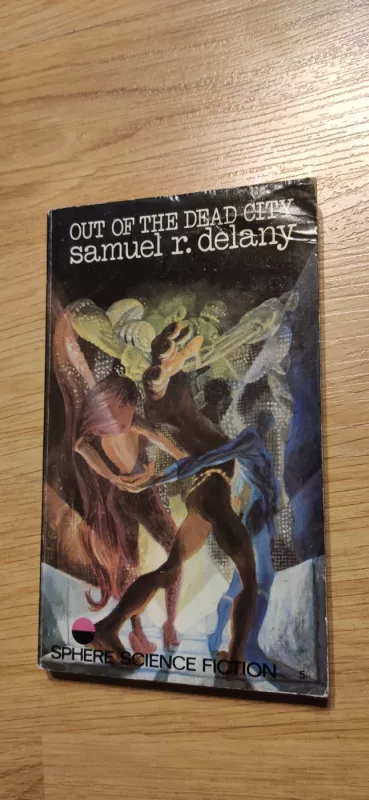 OUT OF THE DEAD CITY
samuel r. delany
SPHERE SCIENCE FICTION